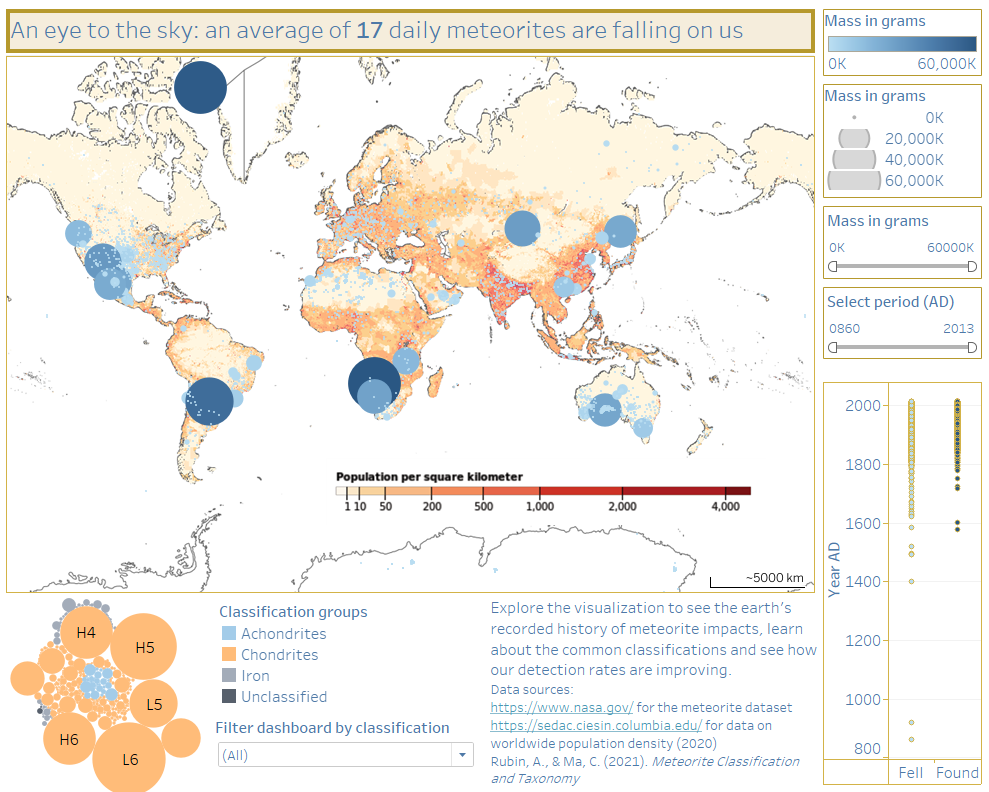 An eye to the sky: an average of 17 daily meteorites are falling on us
Mass in grams
0K 60,000K
Mass in grams
0K
20,000K
40,000K
60,000K
Mass in grams
0K 60000K
Select period (AD)
0860 2013
Population per square kilometer
1 10 50 200 500 1,000 2,000 4,000
~5000 km
Year AD
2000
1800
1600
1400
1200
1000
800
Fell Found
H4
H5
L5
H6
L6
Classification groups
Achondrites
Chondrites
Iron
Unclassified
Filter dashboard by classification
(All)
Explore the visualization to see the earth's
recorded history of meteorite impacts, learn
about the common classifications and see how
our detection rates are improving.
Data sources:
https://www.nasa.gov/ for the meteorite dataset
https://sedac.ciesin.columbia.edu/ for data on
worldwide population density (2020)
Rubin, A., & Ma, C. (2021). Meteorite Classification
and Taxonomy